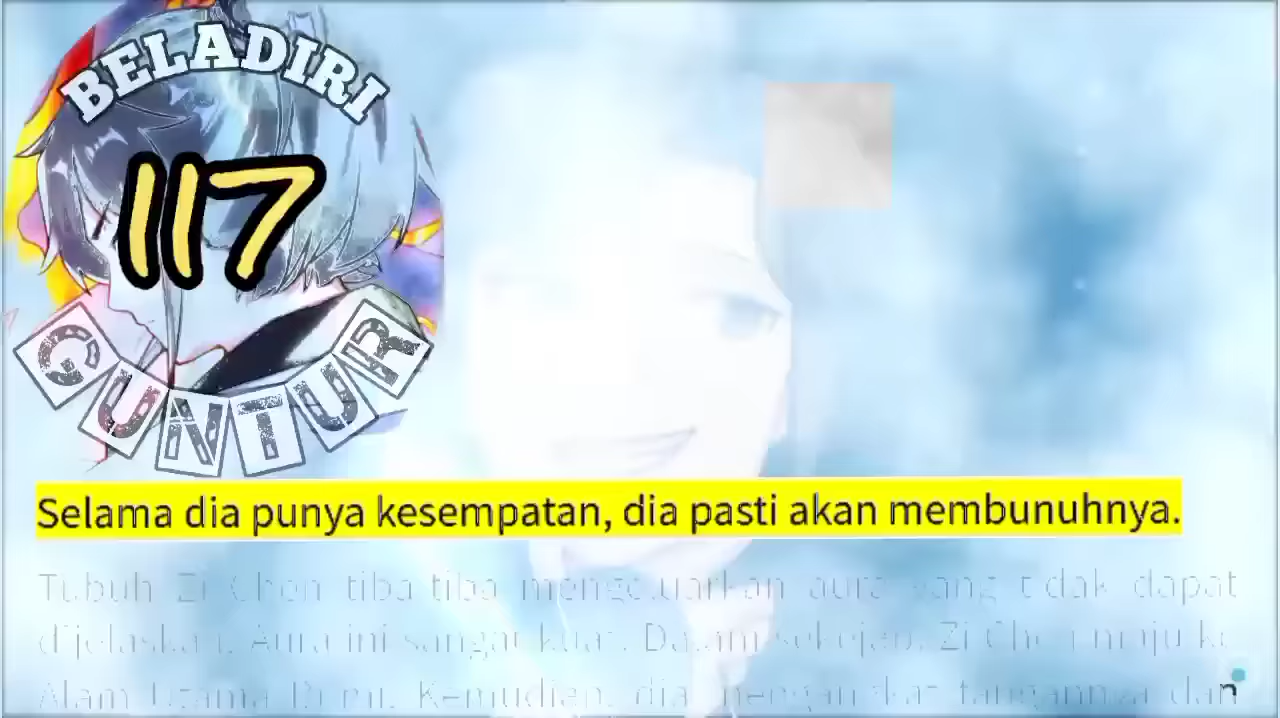 BELADIRI
117
GUNTUR
Selama dia punya kesempatan, dia pasti akan membunuhnya.
Tubuh Zi Chen tiba tiba mengeluarkan aura yang tidak dapat
dijelaskan. Aura ini sangat kuat. Dalam sekejap, Zi Chen maju ke
Alam Utama Bumi. Kemudian, dia mengangkat tangannya dan
n